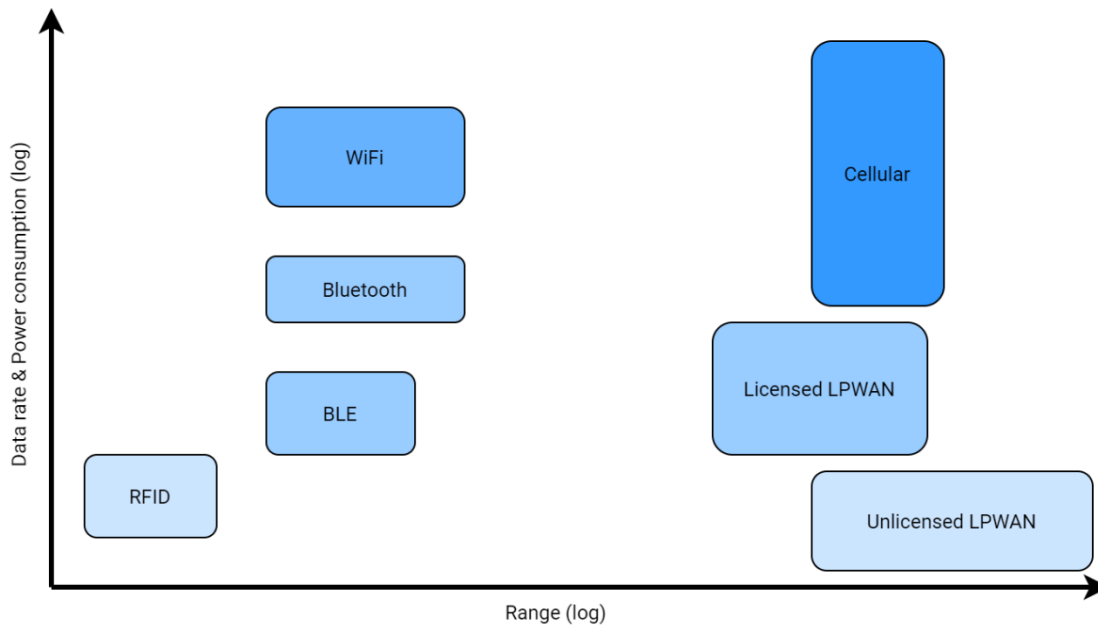 Data rate & Power consumption (log)
WiFi
Cellular
Bluetooth
Licensed LPWAN
BLE
RFID
Unlicensed LPWAN
Range (log)